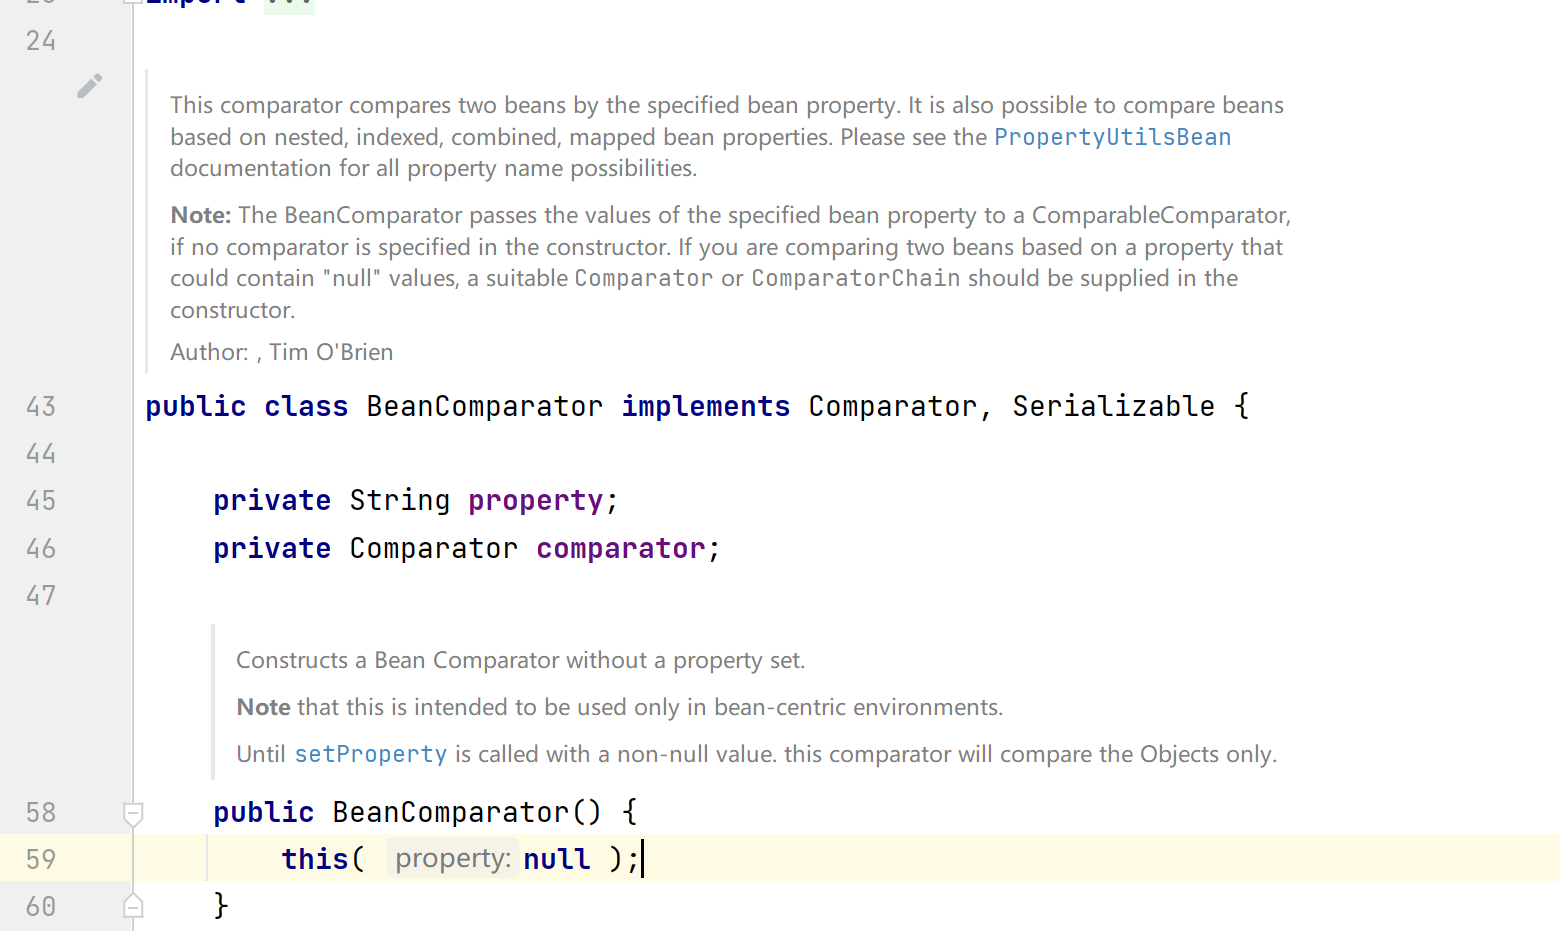 import ...
24
This comparator compares two beans by the specified bean property. It is also possible to compare beans
based on nested, indexed, combined, mapped bean properties. Please see the PropertyUtilsBean
documentation for all property name possibilities.
Note: The BeanComparator passes the values of the specified bean property to a ComparableComparator,
if no comparator is specified in the constructor. If you are comparing two beans based on a property that
could contain "null" values, a suitable Comparator or ComparatorChain should be supplied in the
constructor.
Author: , Tim O'Brien
43 public class BeanComparator implements Comparator, Serializable {
44
45 private String property;
46 private Comparator comparator;
47
Constructs a Bean Comparator without a property set.
Note that this is intended to be used only in bean-centric environments.
Until setProperty is called with a non-null value. this comparator will compare the Objects only.
58 public BeanComparator() {
59 this( property: null );
60 }